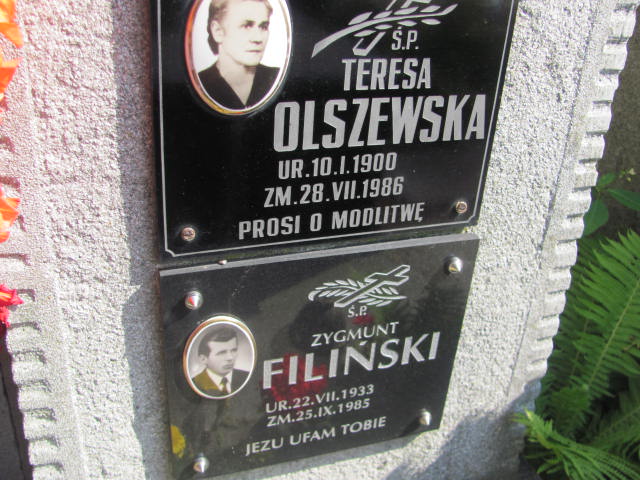 Ś.P.
TERESA
OLSZEWSKA
UR.10.I.1900
ZM.28.VII.1986
PROSI O MODLITWĘ
Ś.P.
ZYGMUNT
FILIŃSKI
UR.22.VII.1933
ZM.25.IX.1985
JEZU UFAM TOBIE